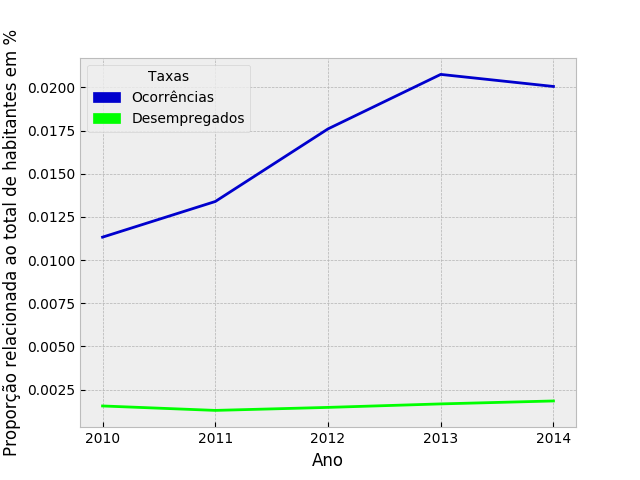 Proporção relacionada ao total de habitantes em %
0.0200
0.0175
0.0150
0.0125
0.0100
0.0075
0.0050
0.0025
Taxas
Ocorrências
Desempregados
2010 2011 2012 2013 2014
Ano